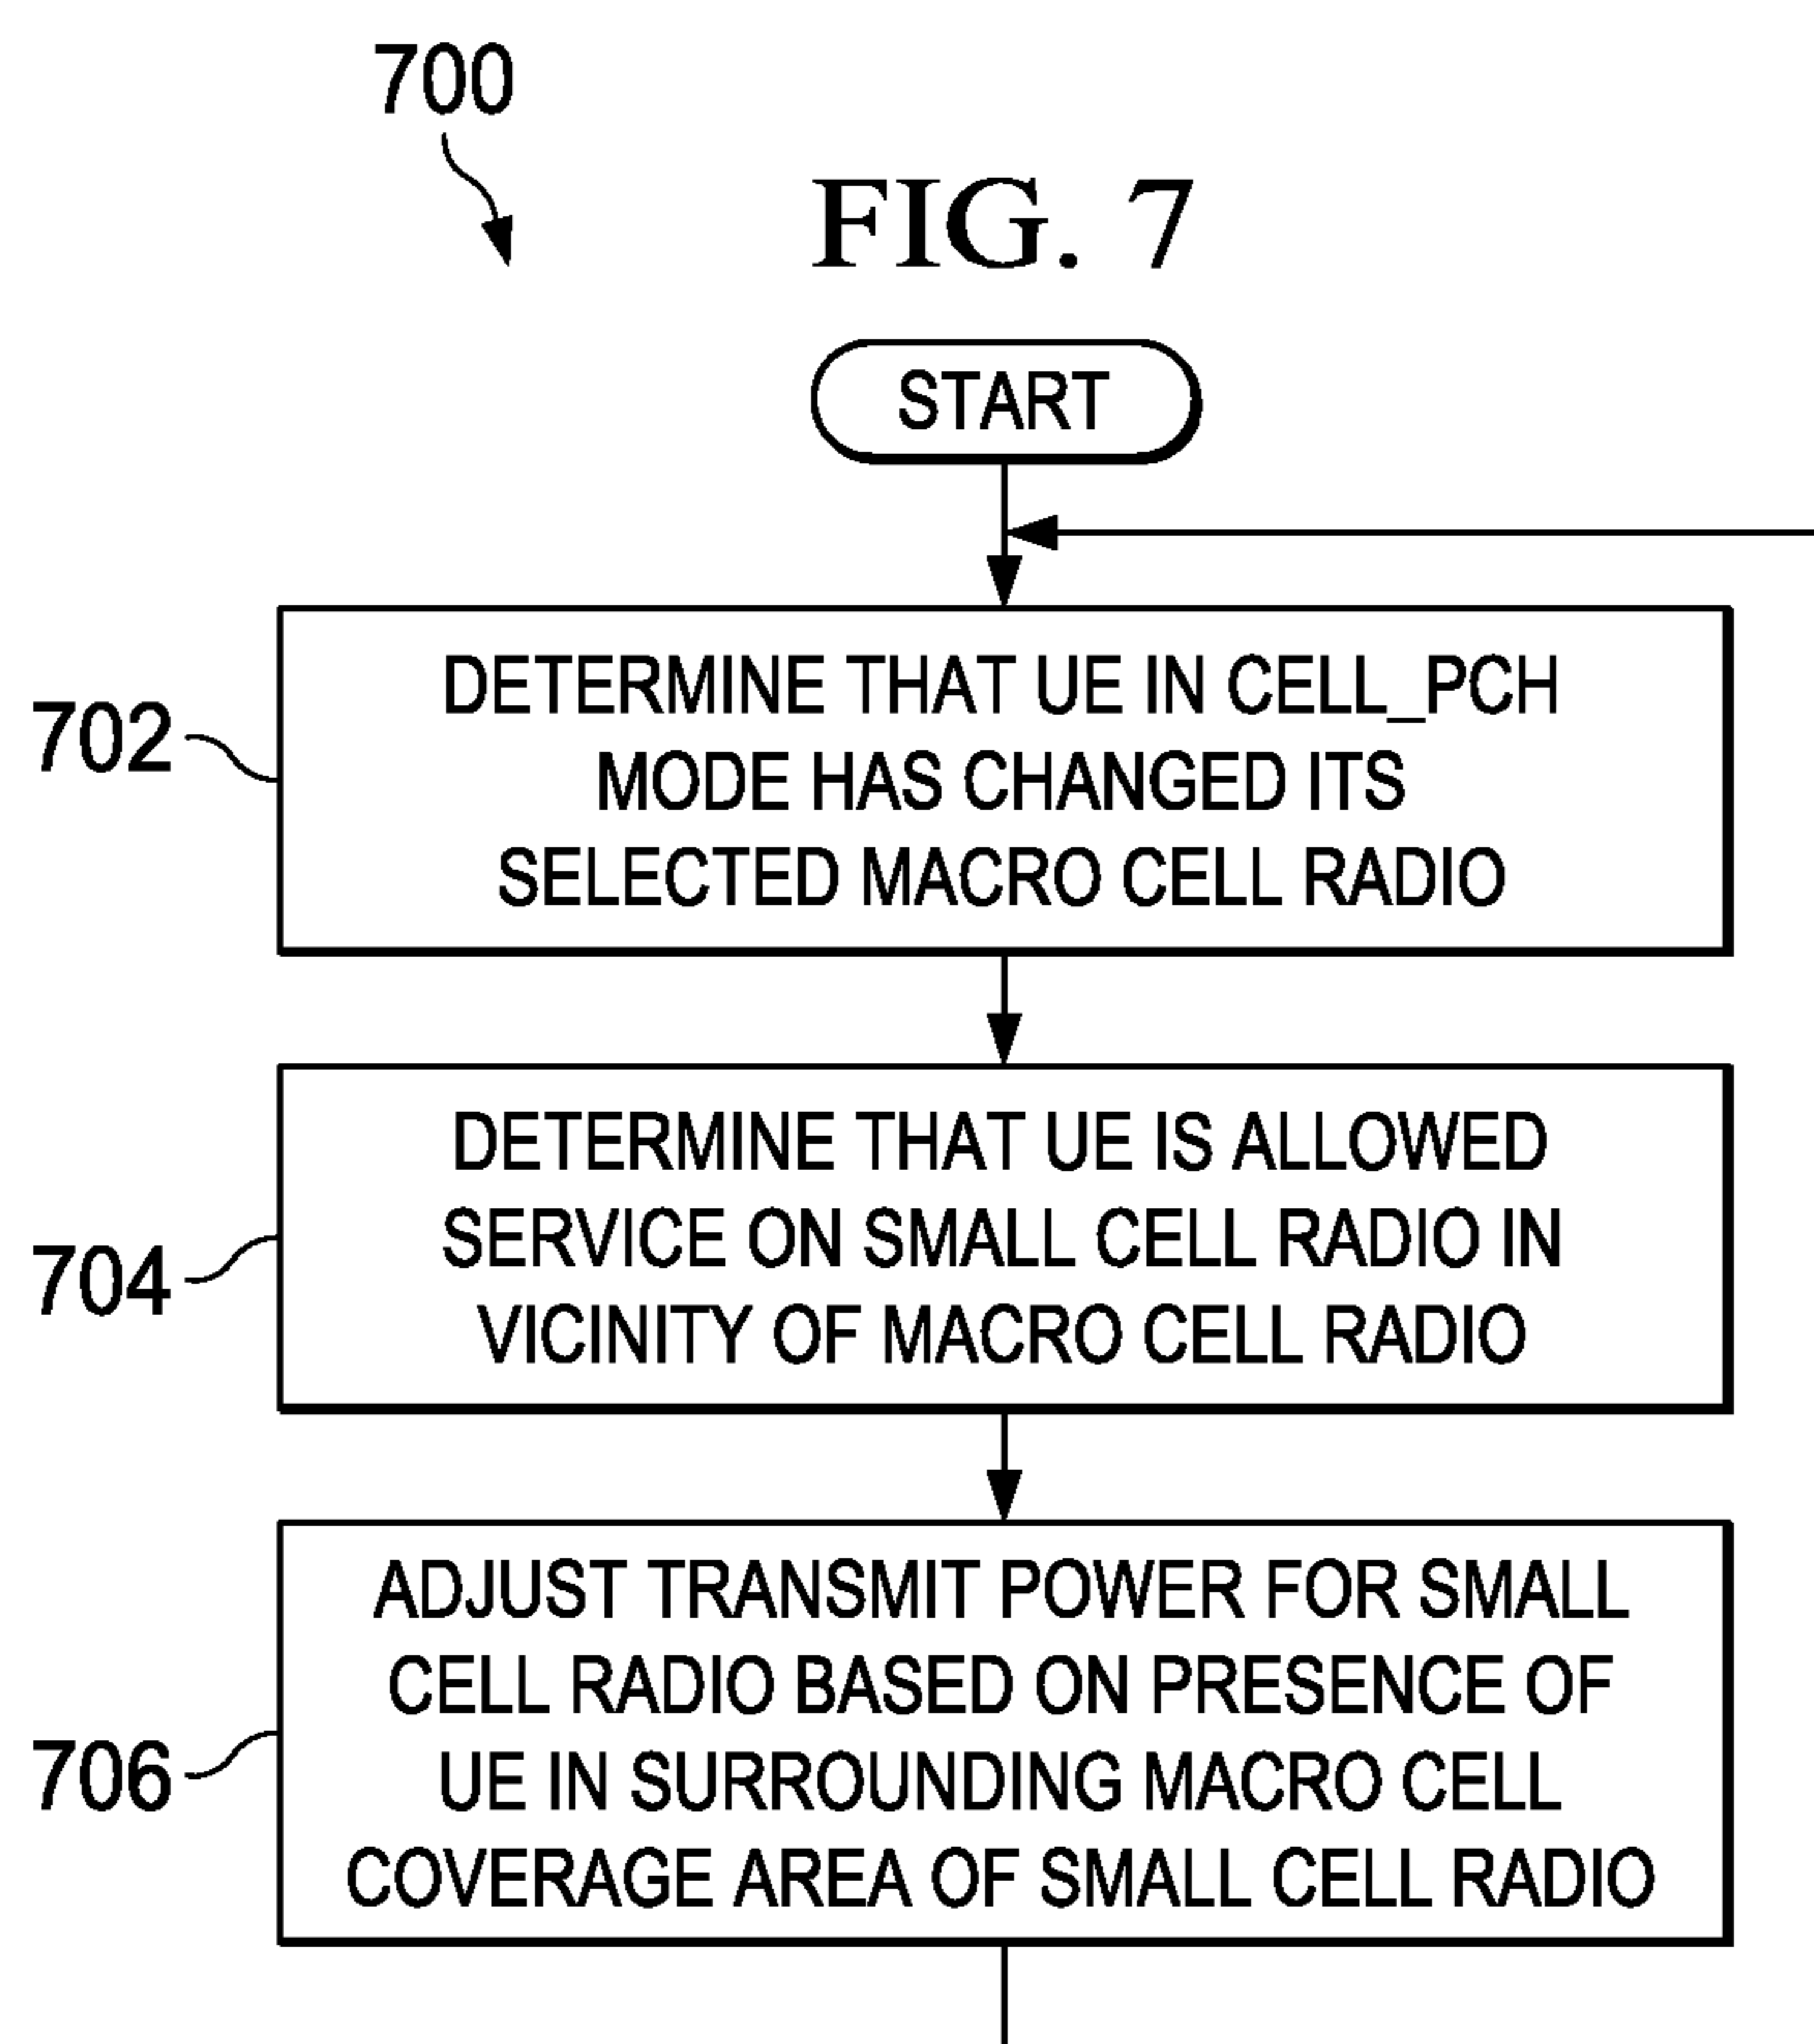 700
FIG. 7
START
702
DETERMINE THAT UE IN CELL_PCH
MODE HAS CHANGED ITS
SELECTED MACRO CELL RADIO
704
DETERMINE THAT UE IS ALLOWED
SERVICE ON SMALL CELL RADIO IN
VICINITY OF MACRO CELL RADIO
706
ADJUST TRANSMIT POWER FOR SMALL
CELL RADIO BASED ON PRESENCE OF
UE IN SURROUNDING MACRO CELL
COVERAGE AREA OF SMALL CELL RADIO